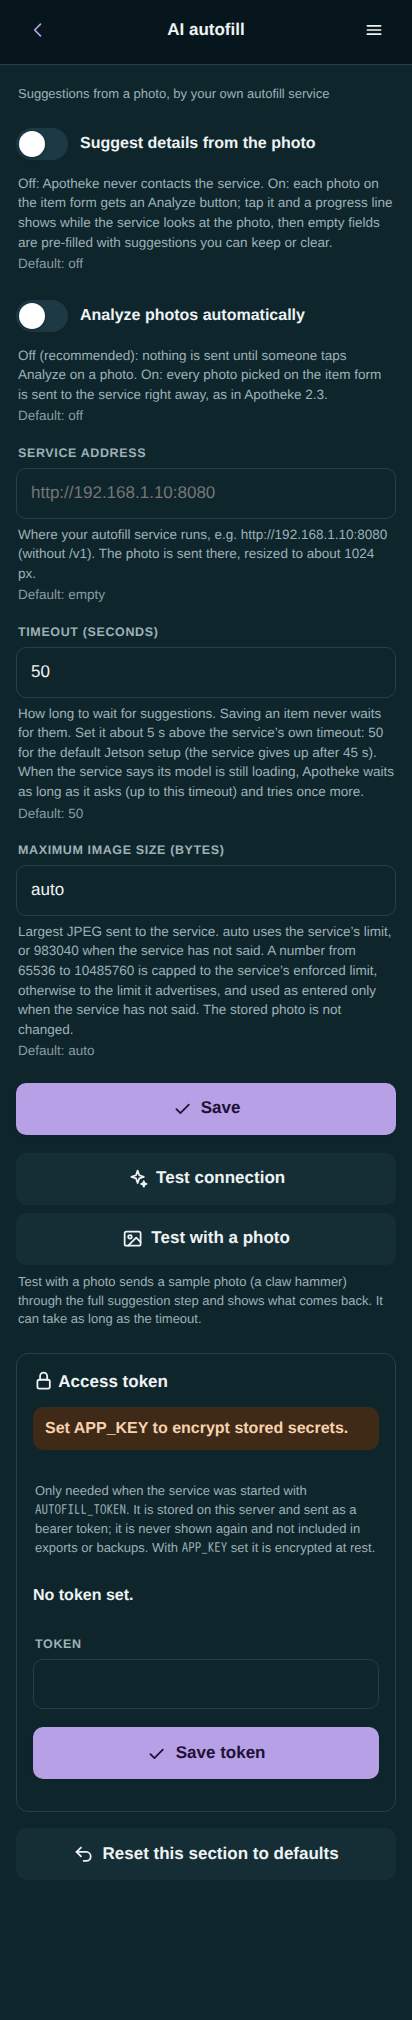 AI autofill
Suggestions from a photo, by your own autofill service
Suggest details from the photo
Off: Apotheke never contacts the service. On: each photo on
the item form gets an Analyze button; tap it and a progress line
shows while the service looks at the photo, then empty fields
are pre-filled with suggestions you can keep or clear.
Default: off
Analyze photos automatically
Off (recommended): nothing is sent until someone taps
Analyze on a photo. On: every photo picked on the item form
is sent to the service right away, as in Apotheke 2.3.
Default: off
SERVICE ADDRESS
http://192.168.1.10:8080
Where your autofill service runs, e.g. http://192.168.1.10:8080
(without /v1). The photo is sent there, resized to about 1024
px.
Default: empty
TIMEOUT (SECONDS)
50
How long to wait for suggestions. Saving an item never waits
for them. Set it about 5 s above the service’s own timeout: 50
for the default Jetson setup (the service gives up after 45 s).
When the service says its model is still loading, Apotheke waits
as long as it asks (up to this timeout) and tries once more.
Default: 50
MAXIMUM IMAGE SIZE (BYTES)
auto
Largest JPEG sent to the service. auto uses the service’s limit,
or 983040 when the service has not said. A number from
65536 to 10485760 is capped to the service’s enforced limit,
otherwise to the limit it advertises, and used as entered only
when the service has not said. The stored photo is not
changed.
Default: auto
Save
Test connection
Test with a photo
Test with a photo sends a sample photo (a claw hammer)
through the full suggestion step and shows what comes back. It
can take as long as the timeout.
Access token
Set APP_KEY to encrypt stored secrets.
Only needed when the service was started with
AUTOFILL_TOKEN. It is stored on this server and sent as a
bearer token; it is never shown again and not included in
exports or backups. With APP_KEY set it is encrypted at rest.
No token set.
TOKEN
Save token
Reset this section to defaults